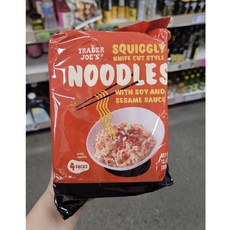 TRADER
JOE'S
SQUIGGLY
KNIFE CUT STYLE
NOODLES
WITH SOY AND
SESAME SAUCE
4 PACKS